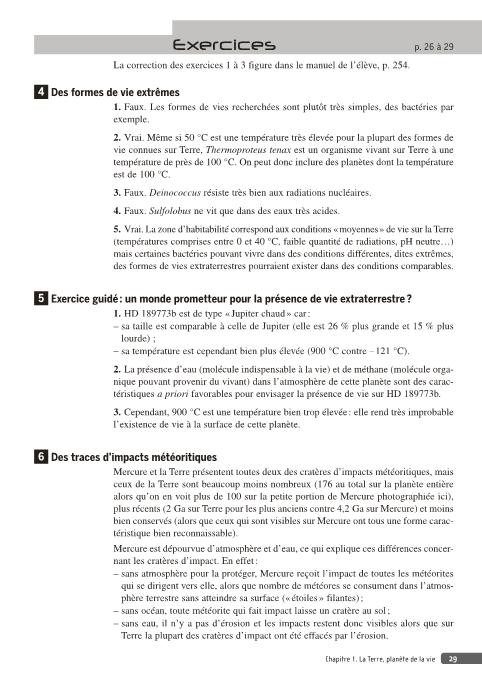 Exercices
p. 26 à 29
La correction des exercices 1 à 3 figure dans le manuel de l'élève, p. 254.
4 Des formes de vie extrêmes
1. Faux. Les formes de vie recherchées sont plutôt très simples, des bactéries par
exemple.
2. Vrai. Même si 50 °C est une température très élevée pour la plupart des formes de
vie connues sur Terre, Thermoproteus tenax est un organisme vivant sur Terre à une
température de près de 100 °C. On peut donc inclure des planètes dont la température
est de 100 °C.
3. Faux. Deinococcus résiste très bien aux radiations nucléaires.
4. Faux. Sulfolobus ne vit que dans des eaux très acides.
5. Vrai. La zone d'habitabilité correspond aux conditions « moyennes » de vie sur la Terre
(températures comprises entre 0 et 40 °C, faible quantité de radiations, pH neutre…)
mais certaines bactéries pouvant vivre dans des conditions différentes, dites extrêmes,
des formes de vies extraterrestres pourraient exister dans des conditions comparables.
5 Exercice guidé : un monde prometteur pour la présence de vie extraterrestre ?
1. HD 189773b est de type « Jupiter chaud » car :
– sa taille est comparable à celle de Jupiter (elle est 26 % plus grande et 15 % plus
lourde) ;
– sa température est cependant bien plus élevée (900 °C contre – 121 °C).
2. La présence d'eau (molécule indispensable à la vie) et de méthane (molécule orga-
nique pouvant provenir du vivant) dans l'atmosphère de cette planète sont des carac-
téristiques a priori favorables pour envisager la présence de vie sur HD 189773b.
3. Cependant, 900 °C est une température bien trop élevée : elle rend très improbable
l'existence de vie à la surface de cette planète.
6 Des traces d'impacts météoritiques
Mercure et la Terre présentent toutes deux des cratères d'impacts météoritiques, mais
ceux de la Terre sont beaucoup moins nombreux (176 au total sur la planète entière
alors qu'on en voit plus de 100 sur la petite portion de Mercure photographiée ici),
plus récents (2 Ga sur Terre pour les plus anciens contre 4,2 Ga sur Mercure) et moins
bien conservés (alors que ceux qui sont visibles sur Mercure ont tous une forme carac-
téristique bien reconnaissable).
Mercure est dépourvue d'atmosphère et d'eau, ce qui explique ces différences concer-
nant les cratères d'impact. En effet :
– sans atmosphère pour la protéger, Mercure reçoit l'impact de toutes les météorites
qui se dirigent vers elle, alors que nombre de météores se consument dans l'atmos-
phère terrestre sans atteindre sa surface (« étoiles » filantes) ;
– sans océan, toute météorite qui fait impact laisse un cratère au sol ;
– sans eau, il n'y a pas d'érosion et les impacts restent donc visibles alors que sur
Terre la plupart des cratères d'impact ont été effacés par l'érosion.
Chapitre 1. La Terre, planète de la vie 29